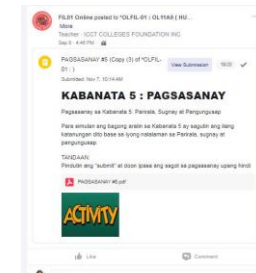 FIL01 Online posted to *OLFIL-01 : OL11A9 ( HU...
More
Teacher · ICCT COLLEGES FOUNDATION INC
Sep 5 · 4:46 PM
PAGSASANAY #5 (Copy (3) of *OLFIL-01 : )
View Submission
Submitted: Nov 7, 10:14 AM
KABANATA 5 : PAGSASANAY
Pagsasanay sa Kabanata 5: Parirala, Sugnay at Pangungusap
Para simulan ang bagong aralin sa Kabanata 5 ay sagutin ang ilang
katanungan dito base sa iyong nalalaman sa Parirala, sugnay at
pangungusap
TANDAAN:
Pindutin ang "submit" at doon ipasa ang sagot sa pagsasanay upang hindi
PAGSASANAY #5.pdf
ACTIVITY
Like
Comment